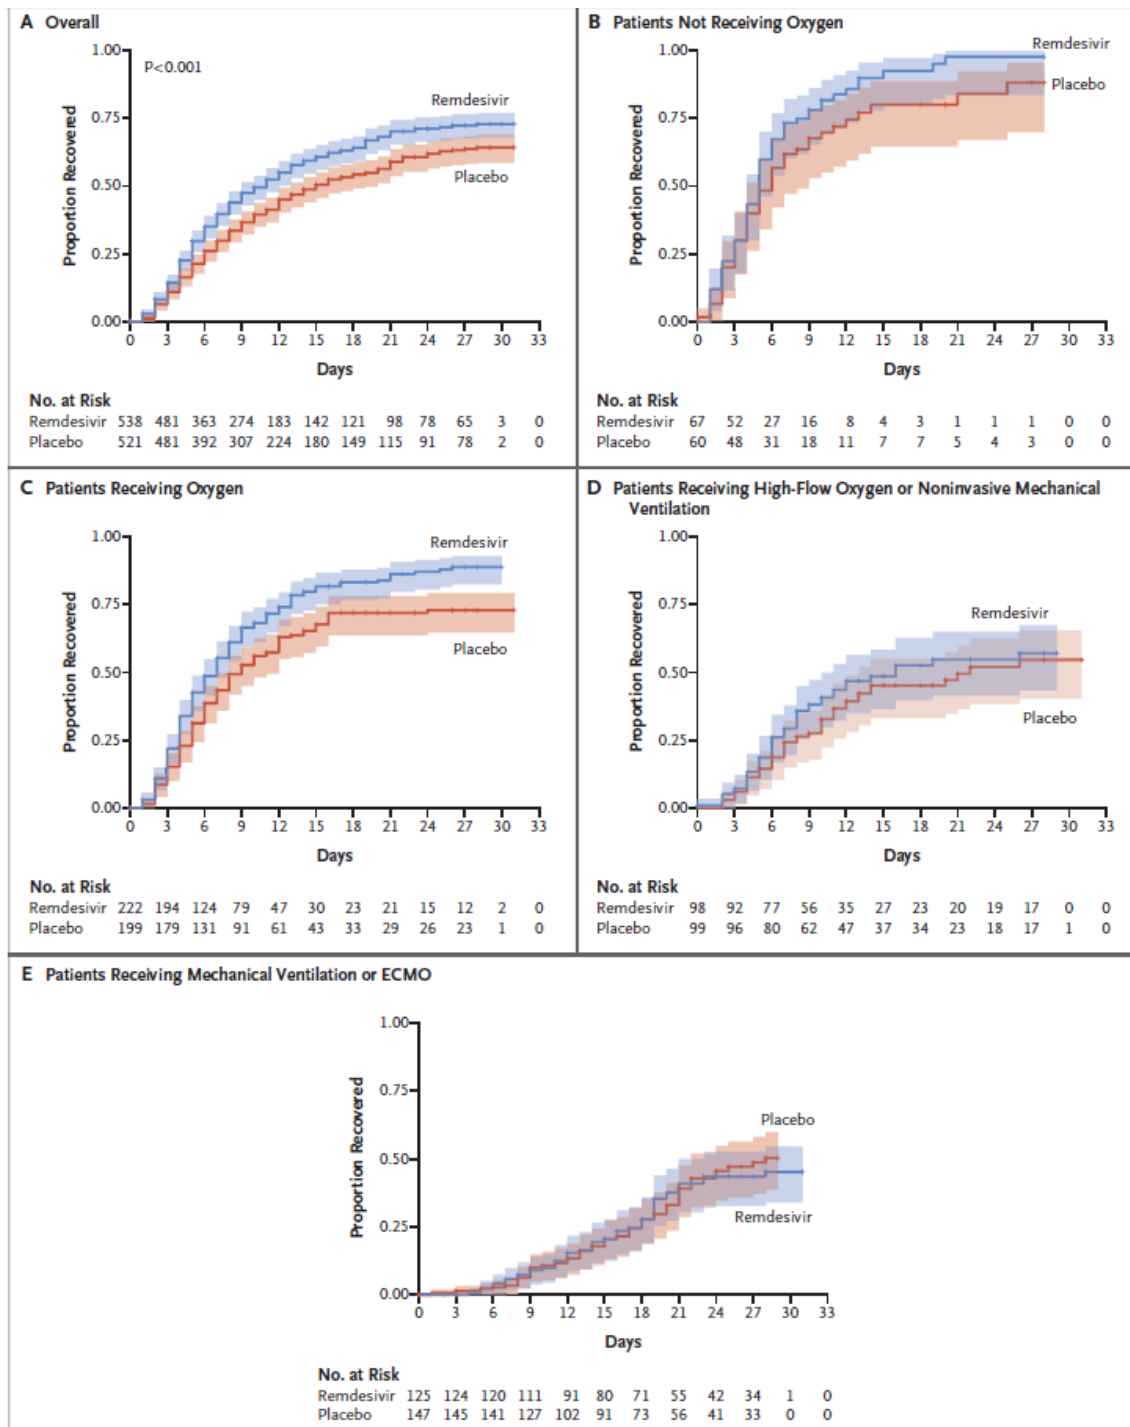 A Overall
1.00
P<0.001
Remdesivir
0.75
0.50
Placebo
0.25
0.00
Proportion Recovered
0 3 6 9 12 15 18 21 24 27 30 33
Days
No. at Risk
Remdesivir 538 481 363 274 183 142 121 98 78 65 3 0
Placebo 521 481 392 307 224 180 149 115 91 78 2 0
B Patients Not Receiving Oxygen
Remdesivir
1.00
Placebo
0.75
0.50
0.25
0.00
Proportion Recovered
0 3 6 9 12 15 18 21 24 27 30 33
Days
No. at Risk
Remdesivir 67 52 27 16 8 4 3 1 1 1 0 0
Placebo 60 48 31 18 11 7 7 5 4 3 0 0
C Patients Receiving Oxygen
1.00
Remdesivir
0.75
Placebo
0.50
0.25
0.00
Proportion Recovered
0 3 6 9 12 15 18 21 24 27 30 33
Days
No. at Risk
Remdesivir 222 194 124 79 47 30 23 21 15 12 2 0
Placebo 199 179 131 91 61 43 33 29 26 23 1 0
D Patients Receiving High-Flow Oxygen or Noninvasive Mechanical
Ventilation
1.00
0.75
Remdesivir
0.50
Placebo
0.25
0.00
Proportion Recovered
0 3 6 9 12 15 18 21 24 27 30 33
Days
No. at Risk
Remdesivir 98 92 77 56 35 27 23 20 19 17 0 0
Placebo 99 96 80 62 47 37 34 23 18 17 1 0
E Patients Receiving Mechanical Ventilation or ECMO
1.00
0.75
Placebo
0.50
Remdesivir
0.25
0.00
Proportion Recovered
0 3 6 9 12 15 18 21 24 27 30 33
Days
No. at Risk
Remdesivir 125 124 120 111 91 80 71 55 42 34 1 0
Placebo 147 145 141 127 102 91 73 56 41 33 0 0